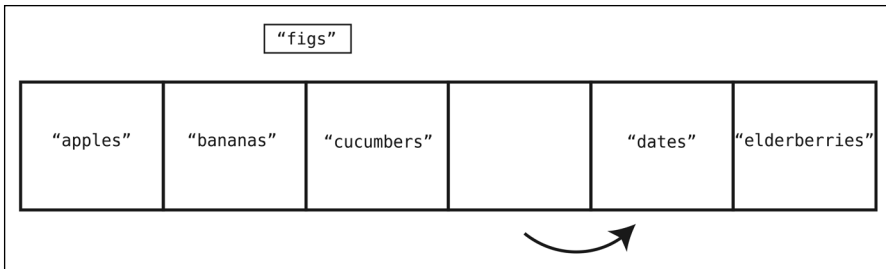 “figs”
“apples” “bananas” “cucumbers” “dates” “elderberries”